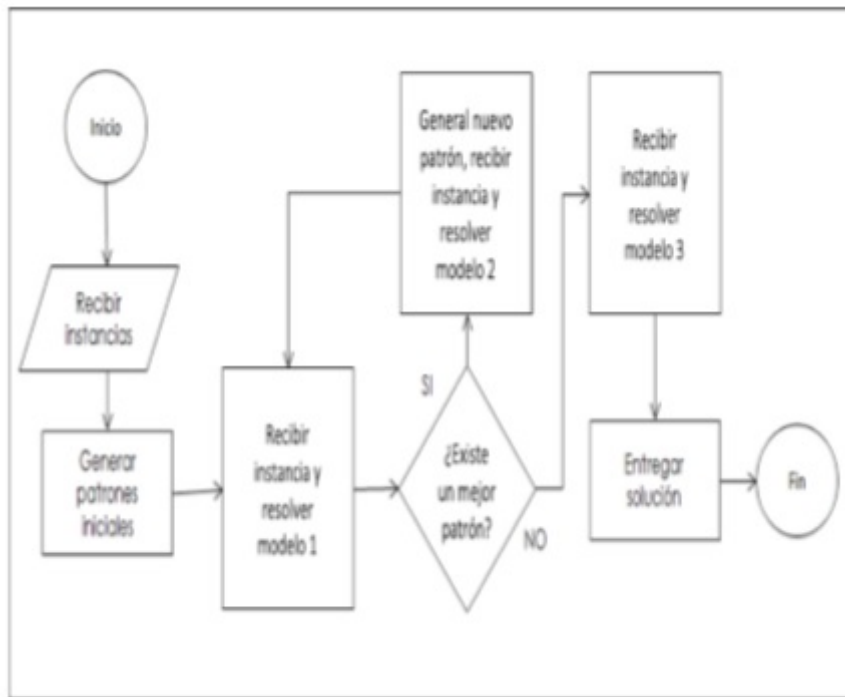 Inicio
Recibir
instancias
Generar
patrones
iniciales
Recibir
instancia y
resolver
modelo 1
¿Existe
un mejor
patrón?
SI
General nuevo
patrón, recibir
instancia y
resolver
modelo 2
NO
Recibir
instancia y
resolver
modelo 3
Entregar
solución
Fin